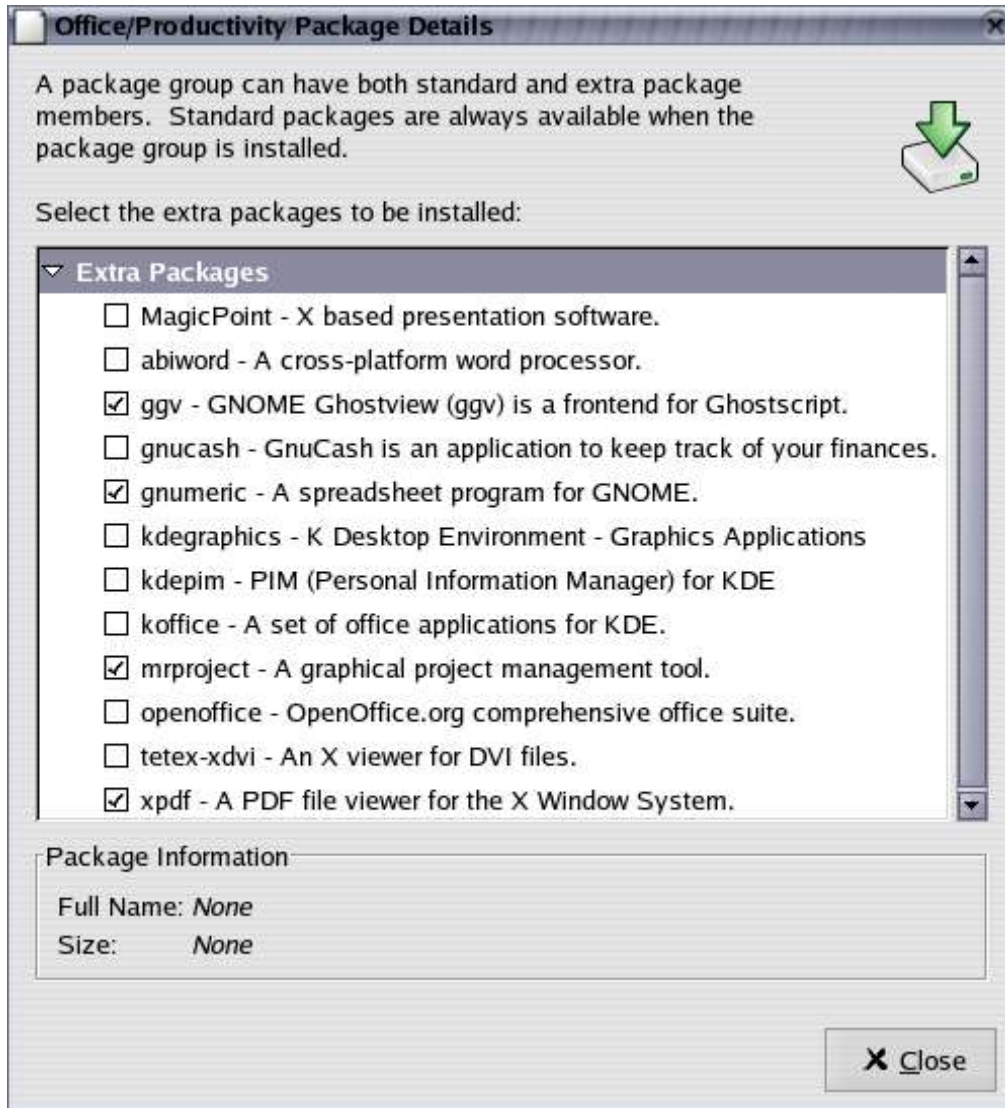 Office/Productivity Package Details
A package group can have both standard and extra package
members.  Standard packages are always available when the
package group is installed.
Select the extra packages to be installed:
Extra Packages
MagicPoint - X based presentation software.
abiword - A cross-platform word processor.
ggv - GNOME Ghostview (ggv) is a frontend for Ghostscript.
gnucash - GnuCash is an application to keep track of your finances.
gnumeric - A spreadsheet program for GNOME.
kdegraphics - K Desktop Environment - Graphics Applications
kdepim - PIM (Personal Information Manager) for KDE
koffice - A set of office applications for KDE.
mrproject - A graphical project management tool.
openoffice - OpenOffice.org comprehensive office suite.
tetex-xdvi - An X viewer for DVI files.
xpdf - A PDF file viewer for the X Window System.
Package Information
Full Name: None
Size: None
Close